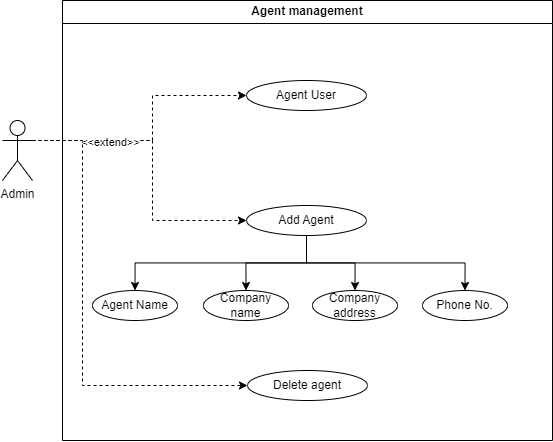 Agent management
Agent User
<<extend>>
Admin
Add Agent
Agent Name
Company
name
Company
address
Phone No.
Delete agent